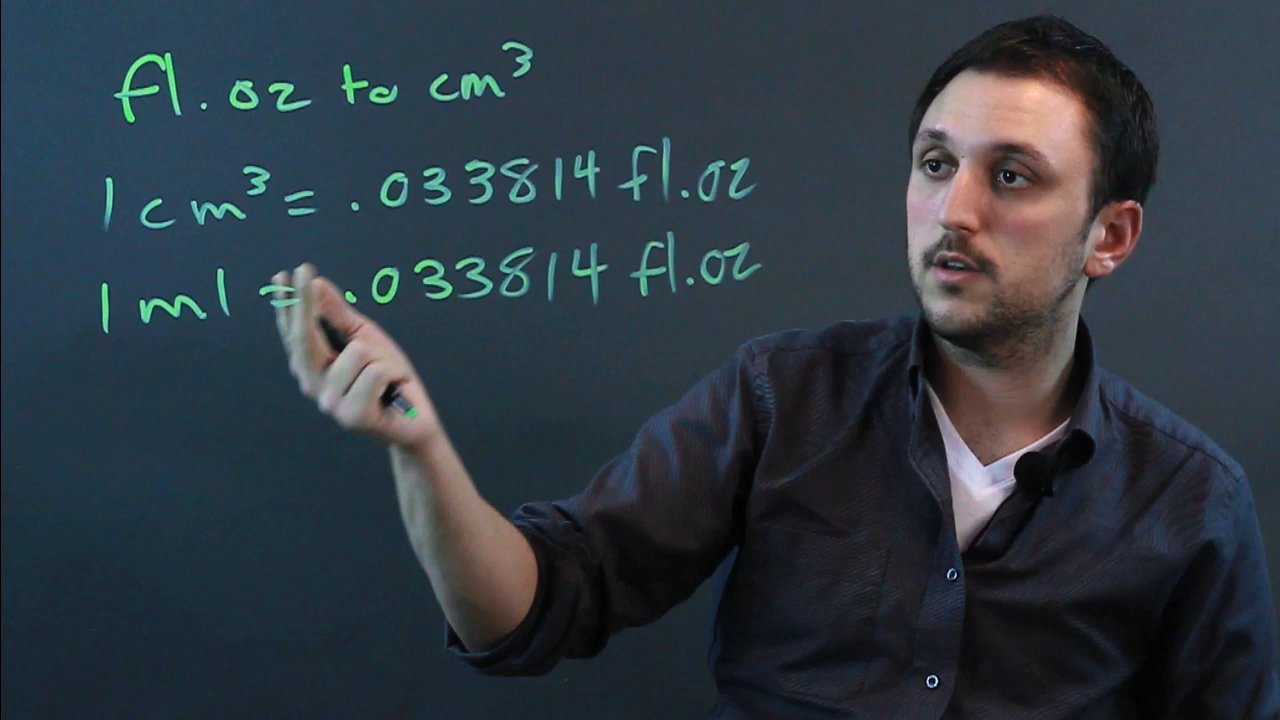 fl. oz to cm³
1 cm³ = .033814 fl. oz
1 ml = .033814 fl. oz